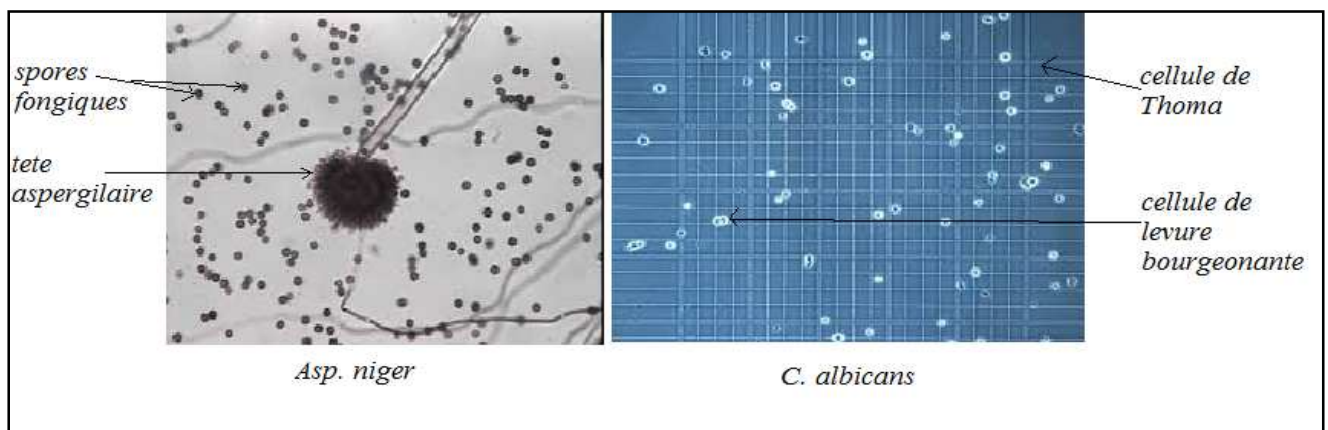 spores
fongiques
tete
aspergilaire
cellule de
Thoma
cellule de
levure
bourgeonante
Asp. niger
C. albicans